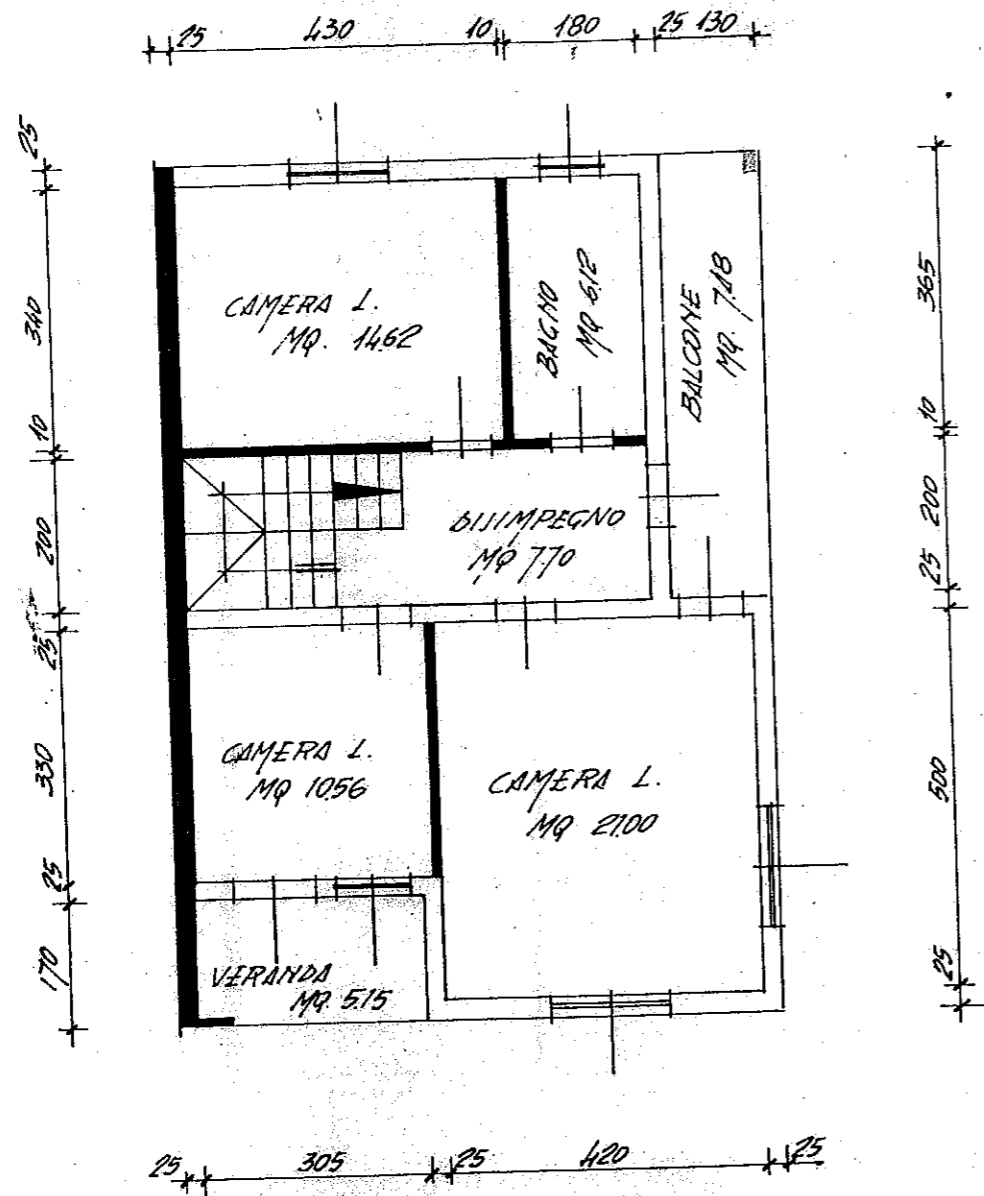 25 430 10 180 25 130
25
340
10
200
25
330
25
170
CAMERA L.
MQ. 14.62
BAGNO
MQ 6.12
BALCONE
MQ. 7.18
DISIMPEGNO
MQ 7.70
CAMERA L.
MQ 10.56
CAMERA L.
MQ 21.00
VERANDA
MQ. 5.15
365
10
200
25
500
25
25 305 25 420 25